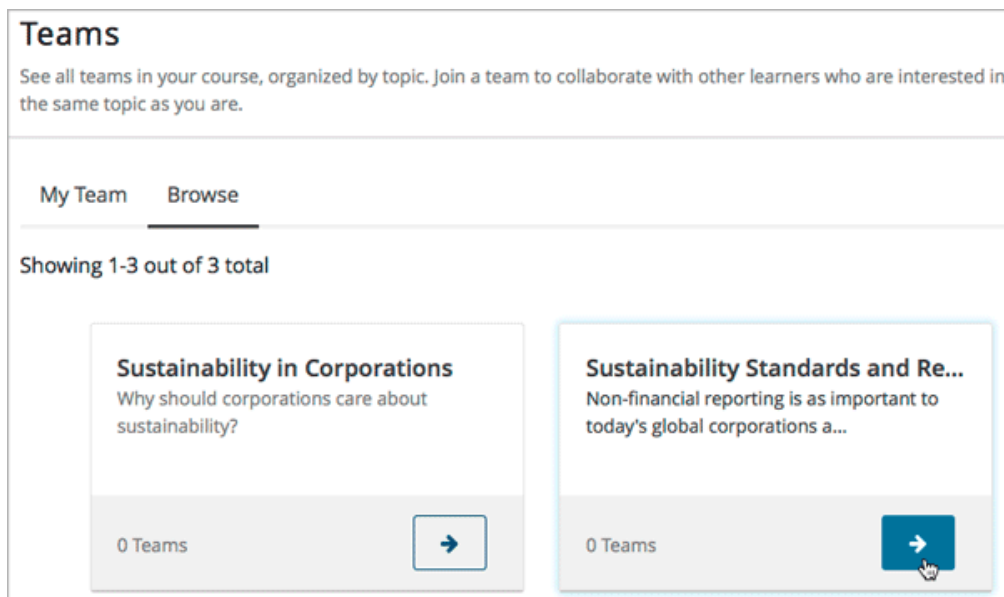 Teams
See all teams in your course, organized by topic. Join a team to collaborate with other learners who are interested in
the same topic as you are.
My Team
Browse
Showing 1-3 out of 3 total
Sustainability in Corporations
Why should corporations care about
sustainability?
0 Teams
Sustainability Standards and Re...
Non-financial reporting is as important to
today's global corporations a...
0 Teams